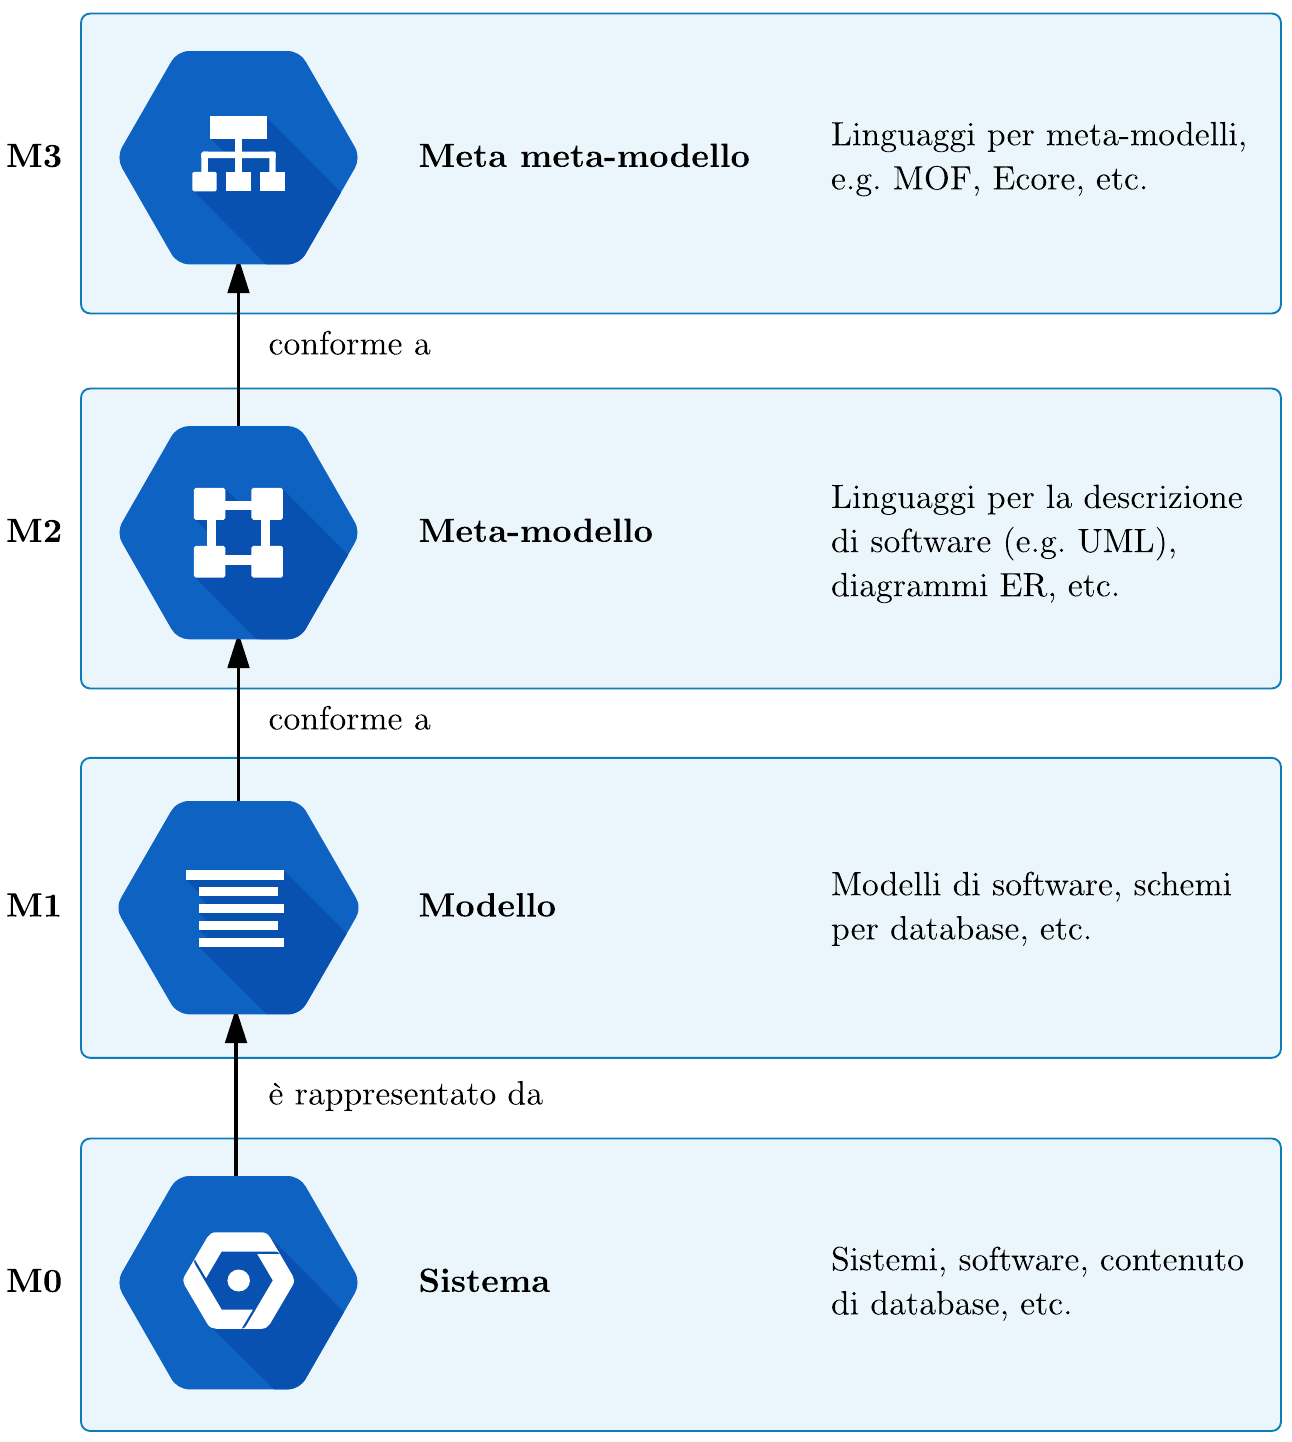 M3
Meta meta-modello
Linguaggi per meta-modelli,
e.g. MOF, Ecore, etc.
conforme a
M2
Meta-modello
Linguaggi per la descrizione
di software (e.g. UML),
diagrammi ER, etc.
conforme a
M1
Modello
Modelli di software, schemi
per database, etc.
è rappresentato da
M0
Sistema
Sistemi, software, contenuto
di database, etc.